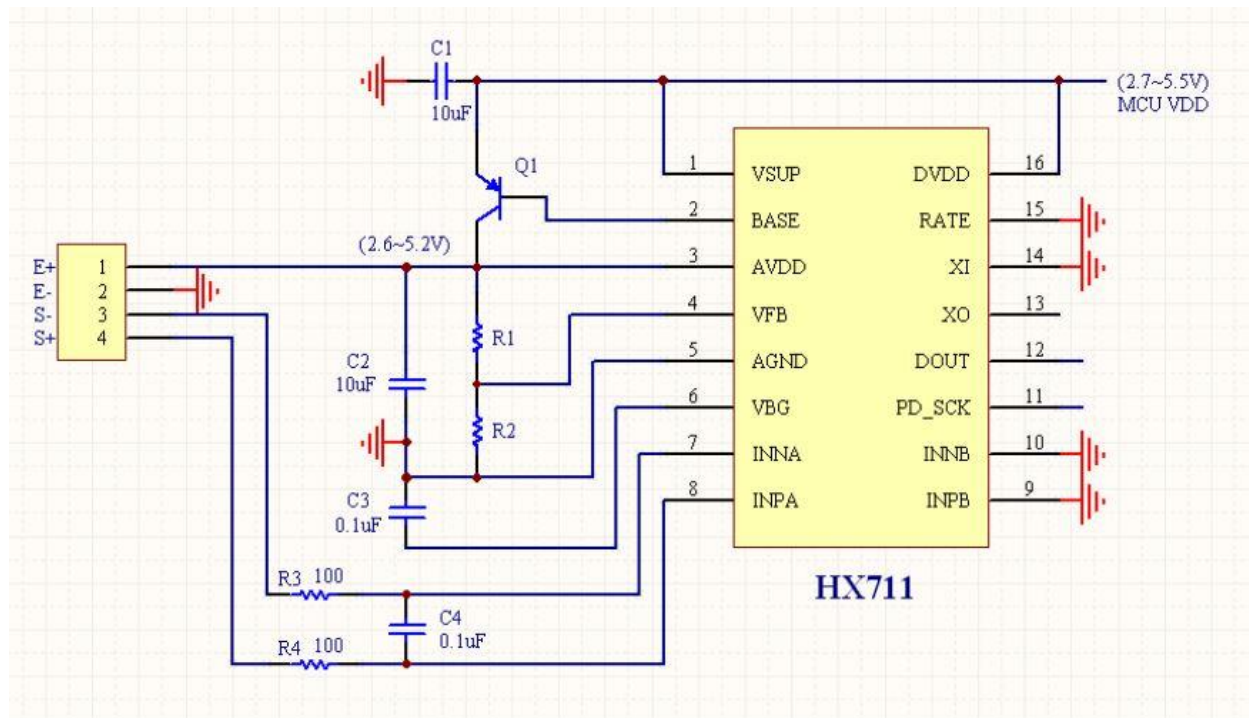 C1
10uF
(2.7~5.5V)
MCU VDD
Q1
1
VSUP
DVDD
16
2
BASE
RATE
15
(2.6~5.2V)
E+
1
3
AVDD
XI
14
E-
2
S-
3
4
VFB
XO
13
S+
4
R1
C2
10uF
5
AGND
DOUT
12
6
VBG
PD_SCK
11
R2
7
INNA
INNB
10
C3
0.1uF
8
INPA
INPB
9
HX711
R3 100
C4
0.1uF
R4 100